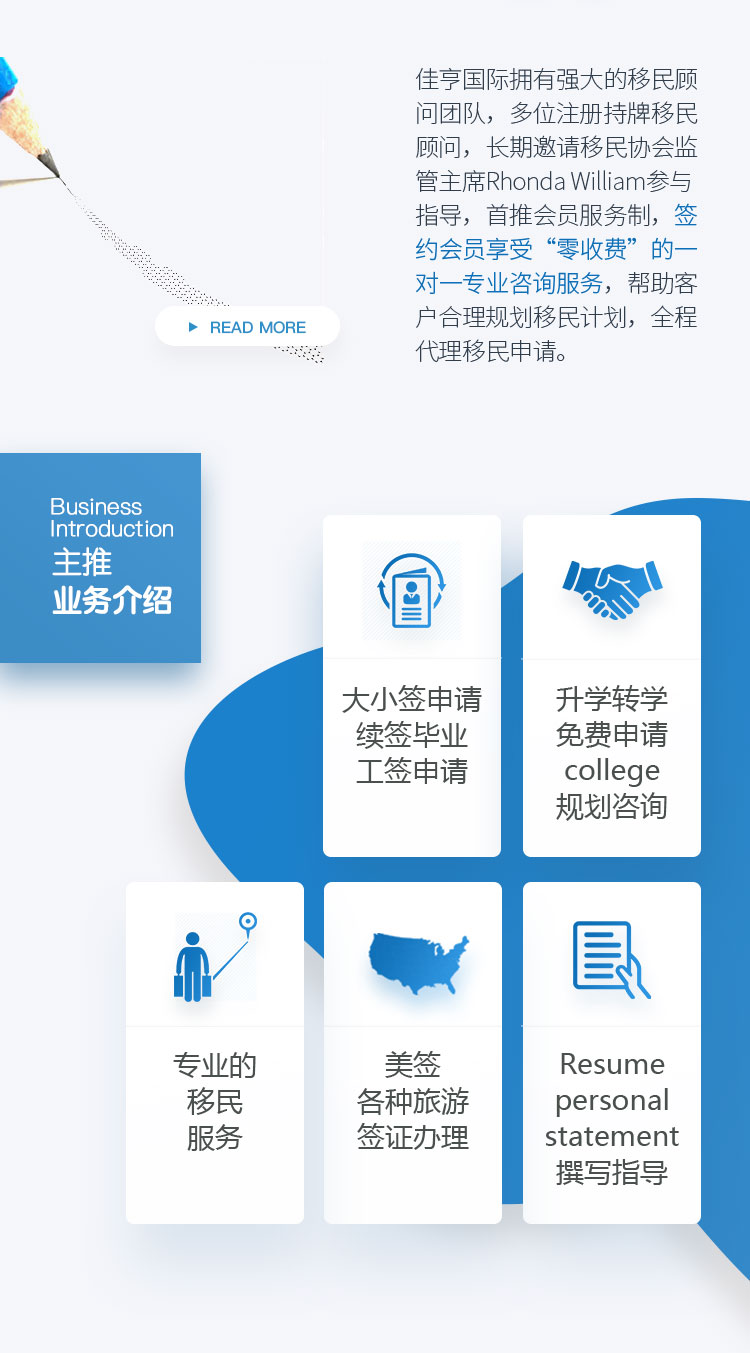 佳亨国际拥有强大的移民顾
问团队，多位注册持牌移民
顾问，长期邀请移民协会监
管主席Rhonda William参与
指导，首推会员服务制，签
约会员享受“零收费”的一
对一专业咨询服务，帮助客
户合理规划移民计划，全程
代理移民申请。
READ MORE
Business
Introduction
主推
业务介绍
大小签申请
续签毕业
工签申请
升学转学
免费申请
college
规划咨询
专业的
移民
服务
美签
各种旅游
签证办理
Resume
personal
statement
撰写指导